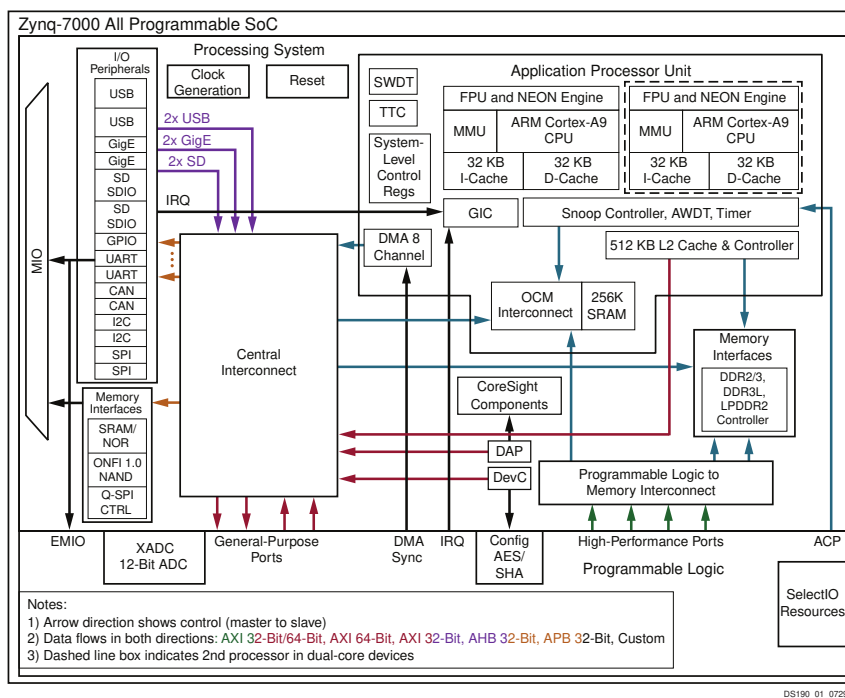 Zynq-7000 All Programmable SoC
Processing System
I/O
Peripherals
USB
USB
GigE
GigE
SD
SDIO
SD
SDIO
GPIO
UART
UART
CAN
CAN
I2C
I2C
SPI
SPI
MIO
Clock
Generation
Reset
2x USB
2x GigE
2x SD
IRQ
SWDT
TTC
System-
Level
Control
Regs
Application Processor Unit
FPU and NEON Engine
MMU
ARM Cortex-A9
CPU
32 KB
I-Cache
32 KB
D-Cache
FPU and NEON Engine
MMU
ARM Cortex-A9
CPU
32 KB
I-Cache
32 KB
D-Cache
GIC
Snoop Controller, AWDT, Timer
DMA 8
Channel
512 KB L2 Cache & Controller
OCM
Interconnect
256K
SRAM
Central
Interconnect
Memory
Interfaces
DDR2/3,
DDR3L,
LPDDR2
Controller
Memory
Interfaces
SRAM/
NOR
ONFI 1.0
NAND
Q-SPI
CTRL
CoreSight
Components
DAP
DevC
Programmable Logic to
Memory Interconnect
EMIO
XADC
12-Bit ADC
General-Purpose
Ports
DMA
Sync
IRQ
Config
AES/
SHA
High-Performance Ports
ACP
Programmable Logic
SelectIO
Resources
Notes:
1) Arrow direction shows control (master to slave)
2) Data flows in both directions: AXI 32-Bit/64-Bit, AXI 64-Bit, AXI 32-Bit, AHB 32-Bit, APB 32-Bit, Custom
3) Dashed line box indicates 2nd processor in dual-core devices